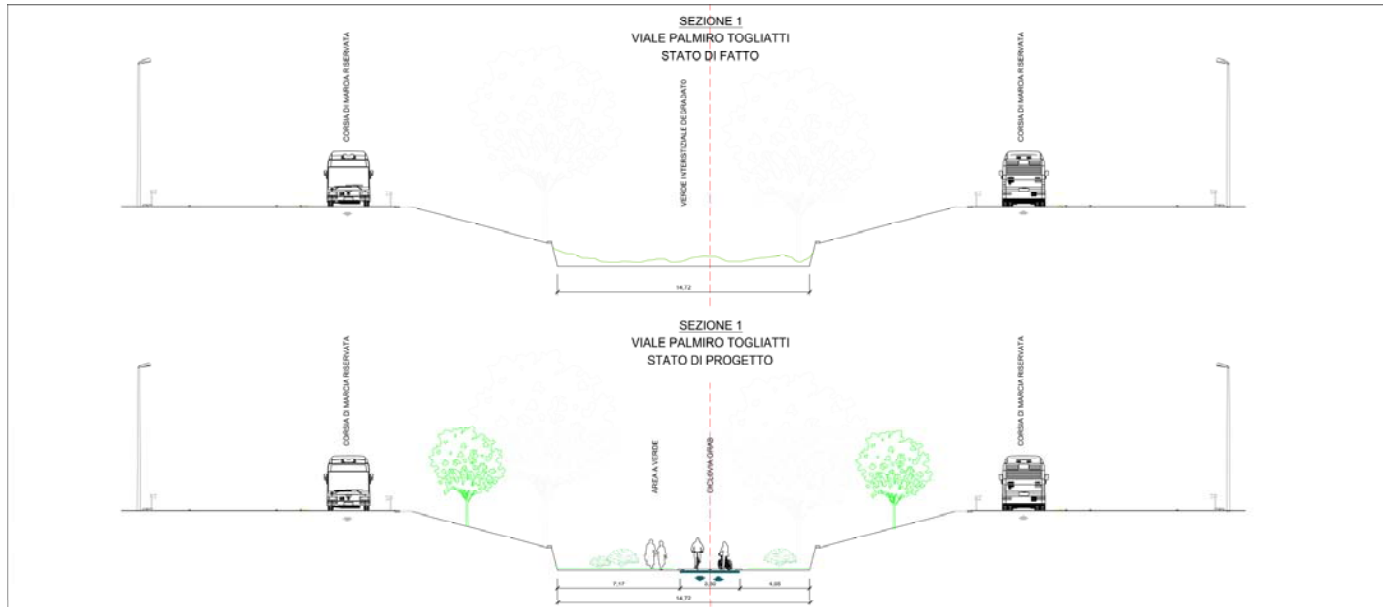 SEZIONE 1
VIALE PALMIRO TOGLIATTI
STATO DI FATTO
CORSIA DI MARCIA RISERVATA
VERDE INTERSTIZIALE DEGRADATO
CORSIA DI MARCIA RISERVATA
14,72
SEZIONE 1
VIALE PALMIRO TOGLIATTI
STATO DI PROGETTO
CORSIA DI MARCIA RISERVATA
AREA A VERDE
CICLOVIA GRAB
CORSIA DI MARCIA RISERVATA
7,17
14,72